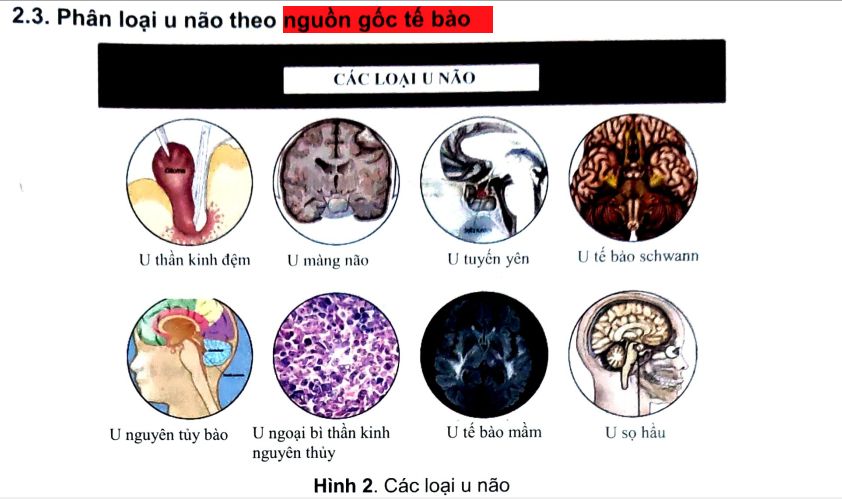 2.3. Phân loại u não theo nguồn gốc tế bào
CÁC LOẠI U NÃO
Glioma
U thần kinh đệm
U màng não
U tuyến yên
U tế bào schwann
U nguyên tủy bào
U ngoại bì thần kinh
nguyên thủy
U tế bào mầm
U sọ hầu
Hình 2. Các loại u não